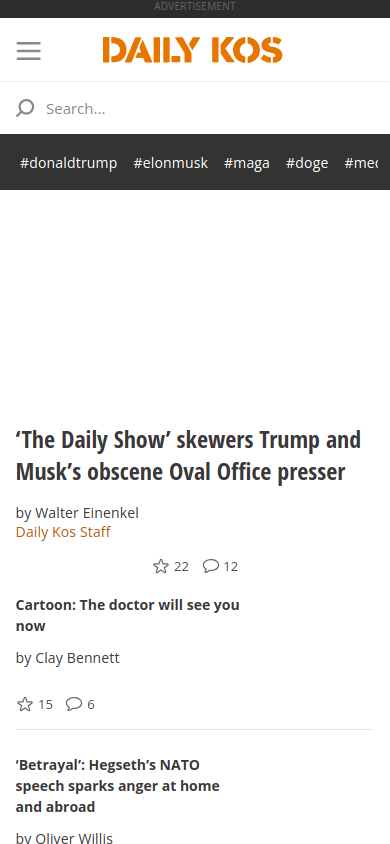 ADVERTISEMENT
DAILY KOS
Search...
#donaldtrump #elonmusk #maga #doge
‘The Daily Show’ skewers Trump and
Musk’s obscene Oval Office presser
by Walter Einenkel
Daily Kos Staff
22 12
Cartoon: The doctor will see you
now
by Clay Bennett
15 6
‘Betrayal’: Hegseth’s NATO
speech sparks anger at home
and abroad
by Oliver Willis